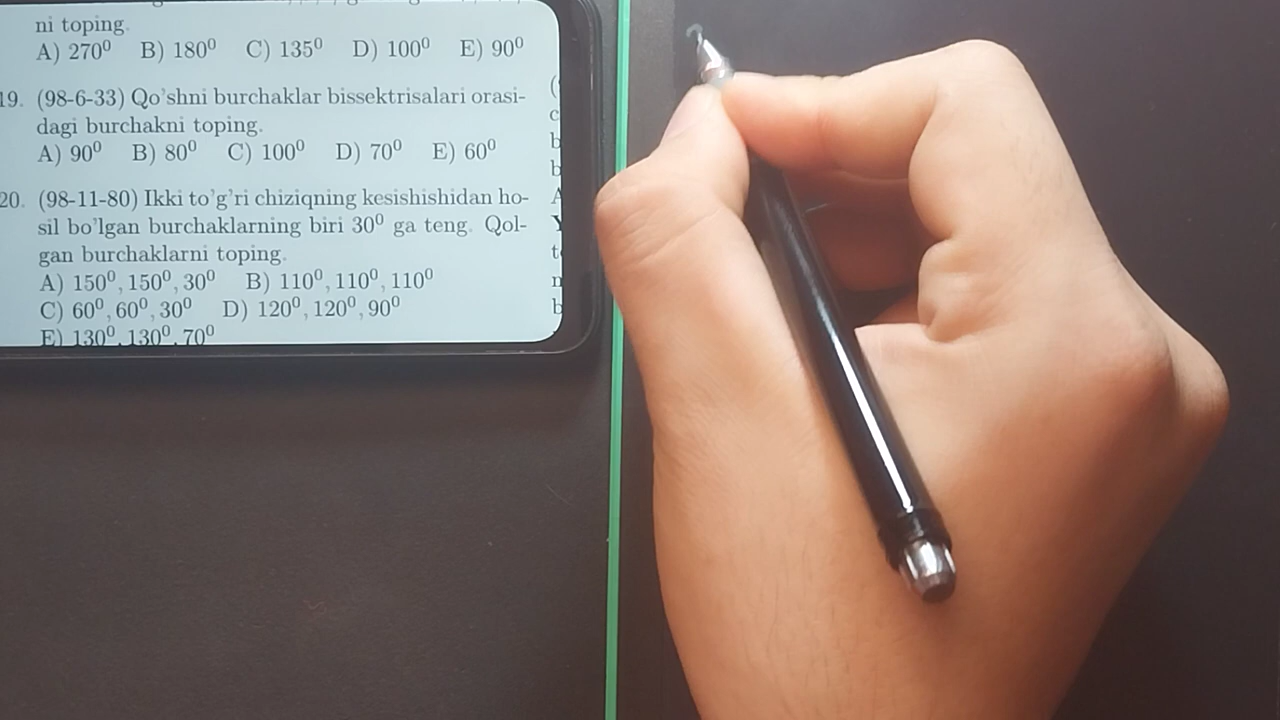 ni toping.
A) 270⁰ B) 180⁰ C) 135⁰ D) 100⁰ E) 90⁰
19. (98-6-33) Qo'shni burchaklar bissektrisalari orasi-
dagi burchakni toping.
A) 90⁰ B) 80⁰ C) 100⁰ D) 70⁰ E) 60⁰
20. (98-11-80) Ikki to'g'ri chiziqning kesishishidan ho-
sil bo'lgan burchaklarning biri 30⁰ ga teng. Qol-
gan burchaklarni toping.
A) 150⁰, 150⁰, 30⁰ B) 110⁰, 110⁰, 110⁰
C) 60⁰, 60⁰, 30⁰ D) 120⁰, 120⁰, 90⁰
E) 130⁰, 130⁰, 70⁰